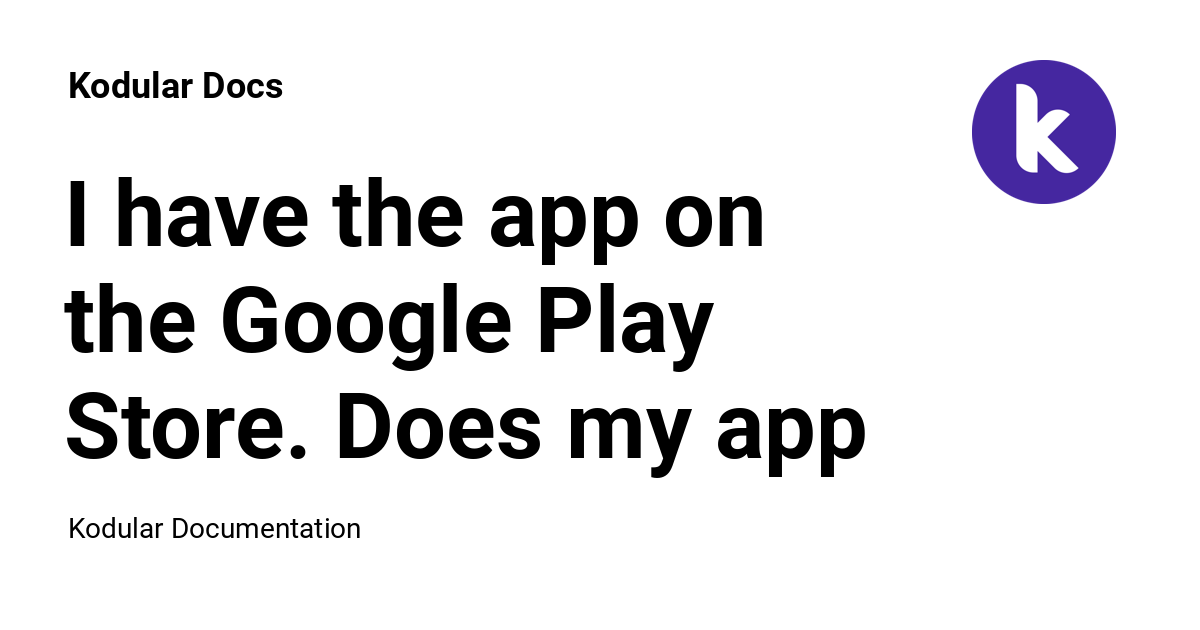 Kodular Docs
I have the app on
the Google Play
Store. Does my app
Kodular Documentation